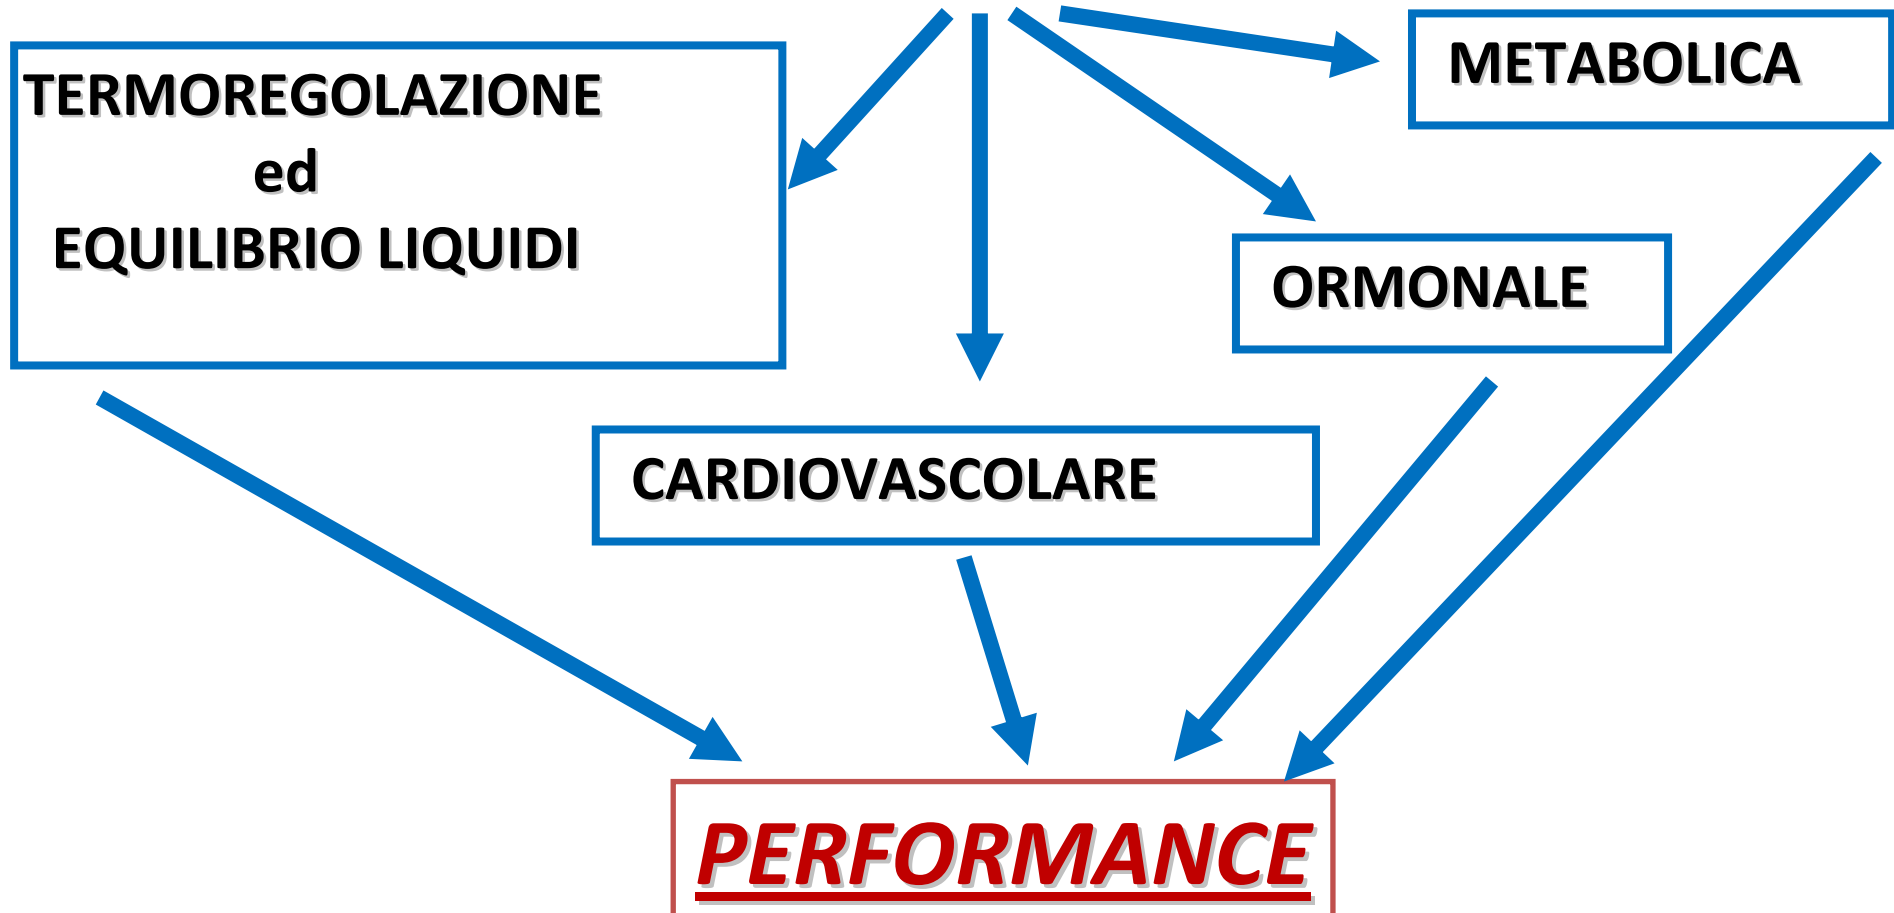 METABOLICA
TERMOREGOLAZIONE
ed
EQUILIBRIO LIQUIDI
ORMONALE
CARDIOVASCOLARE
PERFORMANCE